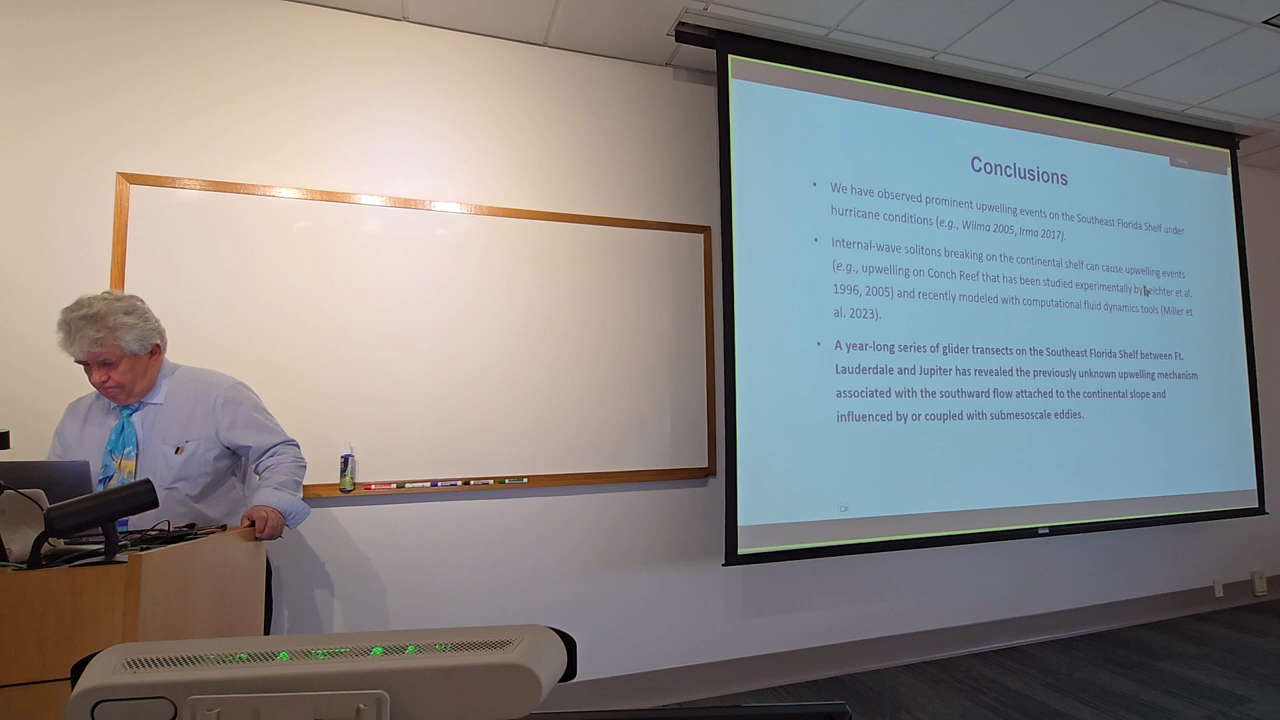 Conclusions
• We have observed prominent upwelling events on the Southeast Florida Shelf under
hurricane conditions (e.g., Wilma 2005, Irma 2017).
• Internal-wave solitons breaking on the continental shelf can cause upwelling events
(e.g., upwelling on Conch Reef that has been studied experimentally by Leichter et al.
1996, 2005) and recently modeled with computational fluid dynamics tools (Miller et
al. 2023).
• A year-long series of glider transects on the Southeast Florida Shelf between Ft.
Lauderdale and Jupiter has revealed the previously unknown upwelling mechanism
associated with the southward flow attached to the continental slope and
influenced by or coupled with submesoscale eddies.